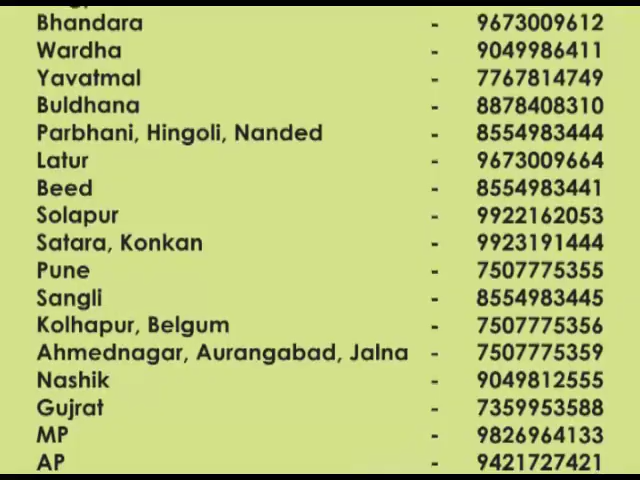 Bhandara - 9673009612
Wardha - 9049986411
Yavatmal - 7767814749
Buldhana - 8878408310
Parbhani, Hingoli, Nanded - 8554983444
Latur - 9673009664
Beed - 8554983441
Solapur - 9922162053
Satara, Konkan - 9923191444
Pune - 7507775355
Sangli - 8554983445
Kolhapur, Belgum - 7507775356
Ahmednagar, Aurangabad, Jalna - 7507775359
Nashik - 9049812555
Gujrat - 7359953588
MP - 9826964133
AP - 9421727421